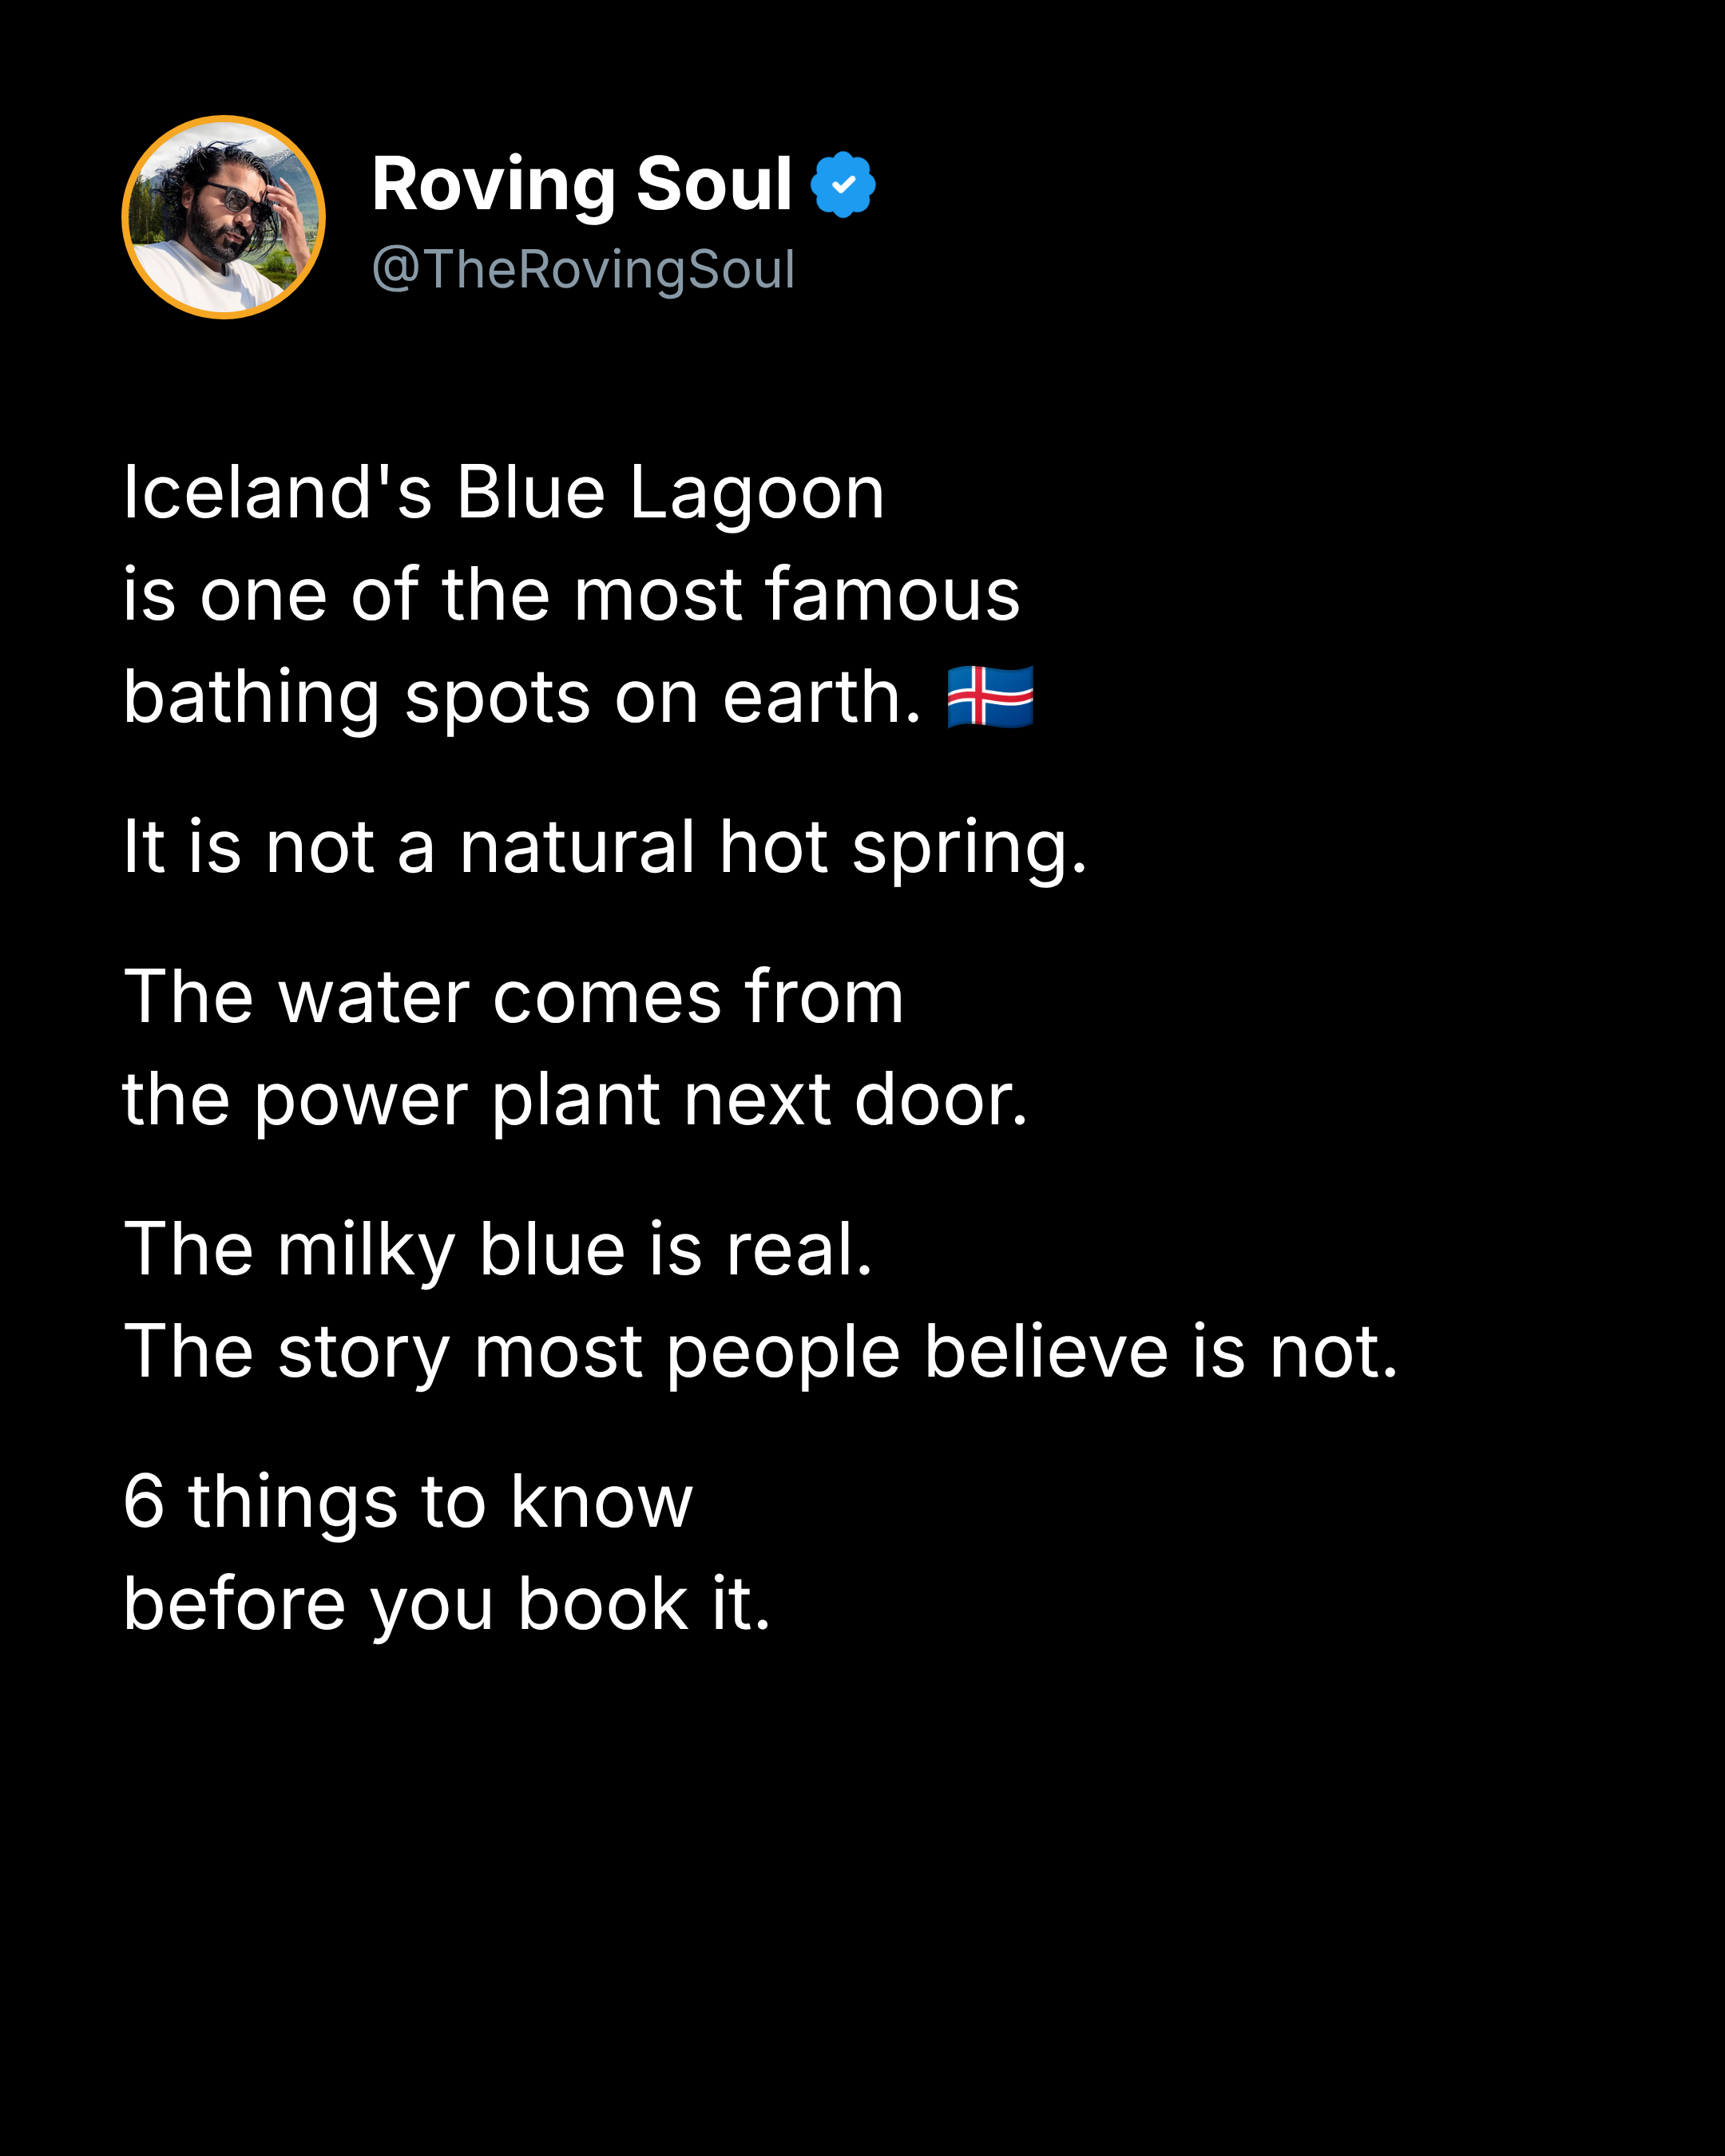 Roving Soul
@TheRovingSoul
Iceland's Blue Lagoon
is one of the most famous
bathing spots on earth. 🇮🇸
It is not a natural hot spring.
The water comes from
the power plant next door.
The milky blue is real.
The story most people believe is not.
6 things to know
before you book it.